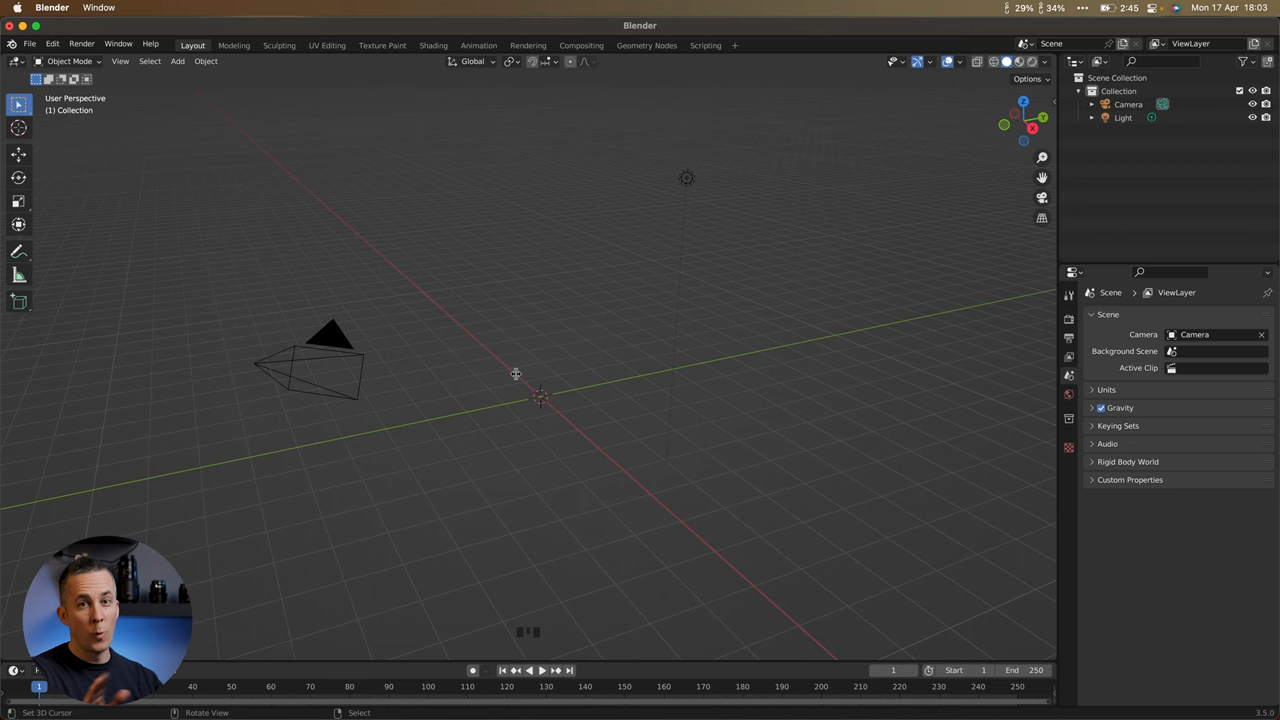 Blender Window 29% 34% 2:45 Mon 17 Apr 18:03
Blender
File Edit Render Window Help Layout Modeling Sculpting UV Editing Texture Paint Shading Animation Rendering Compositing Geometry Nodes Scripting + Scene ViewLayer
Object Mode View Select Add Object Global
Options
User Perspective
(1) Collection
Z
Y
X
Scene Collection
Collection
Camera
Light
Scene ViewLayer
Scene
Camera Camera
Background Scene
Active Clip
Units
Gravity
Keying Sets
Audio
Rigid Body World
Custom Properties
1 Start 1 End 250
1 40 50 60 70 80 90 100 110 120 130 140 150 160 170 180 190 200 210 220 230 240 250
Set 3D Cursor Rotate View Select 3.5.0